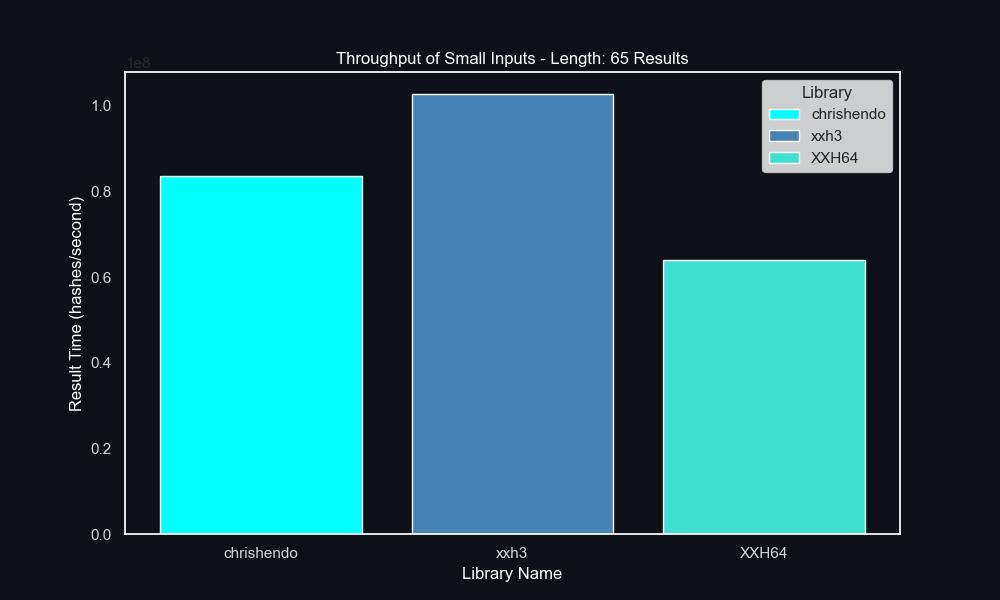 Throughput of Small Inputs - Length: 65 Results
1e8
Library
chrishendo
xxh3
XXH64
1.0
0.8
0.6
0.4
0.2
0.0
Result Time (hashes/second)
chrishendo
xxh3
XXH64
Library Name